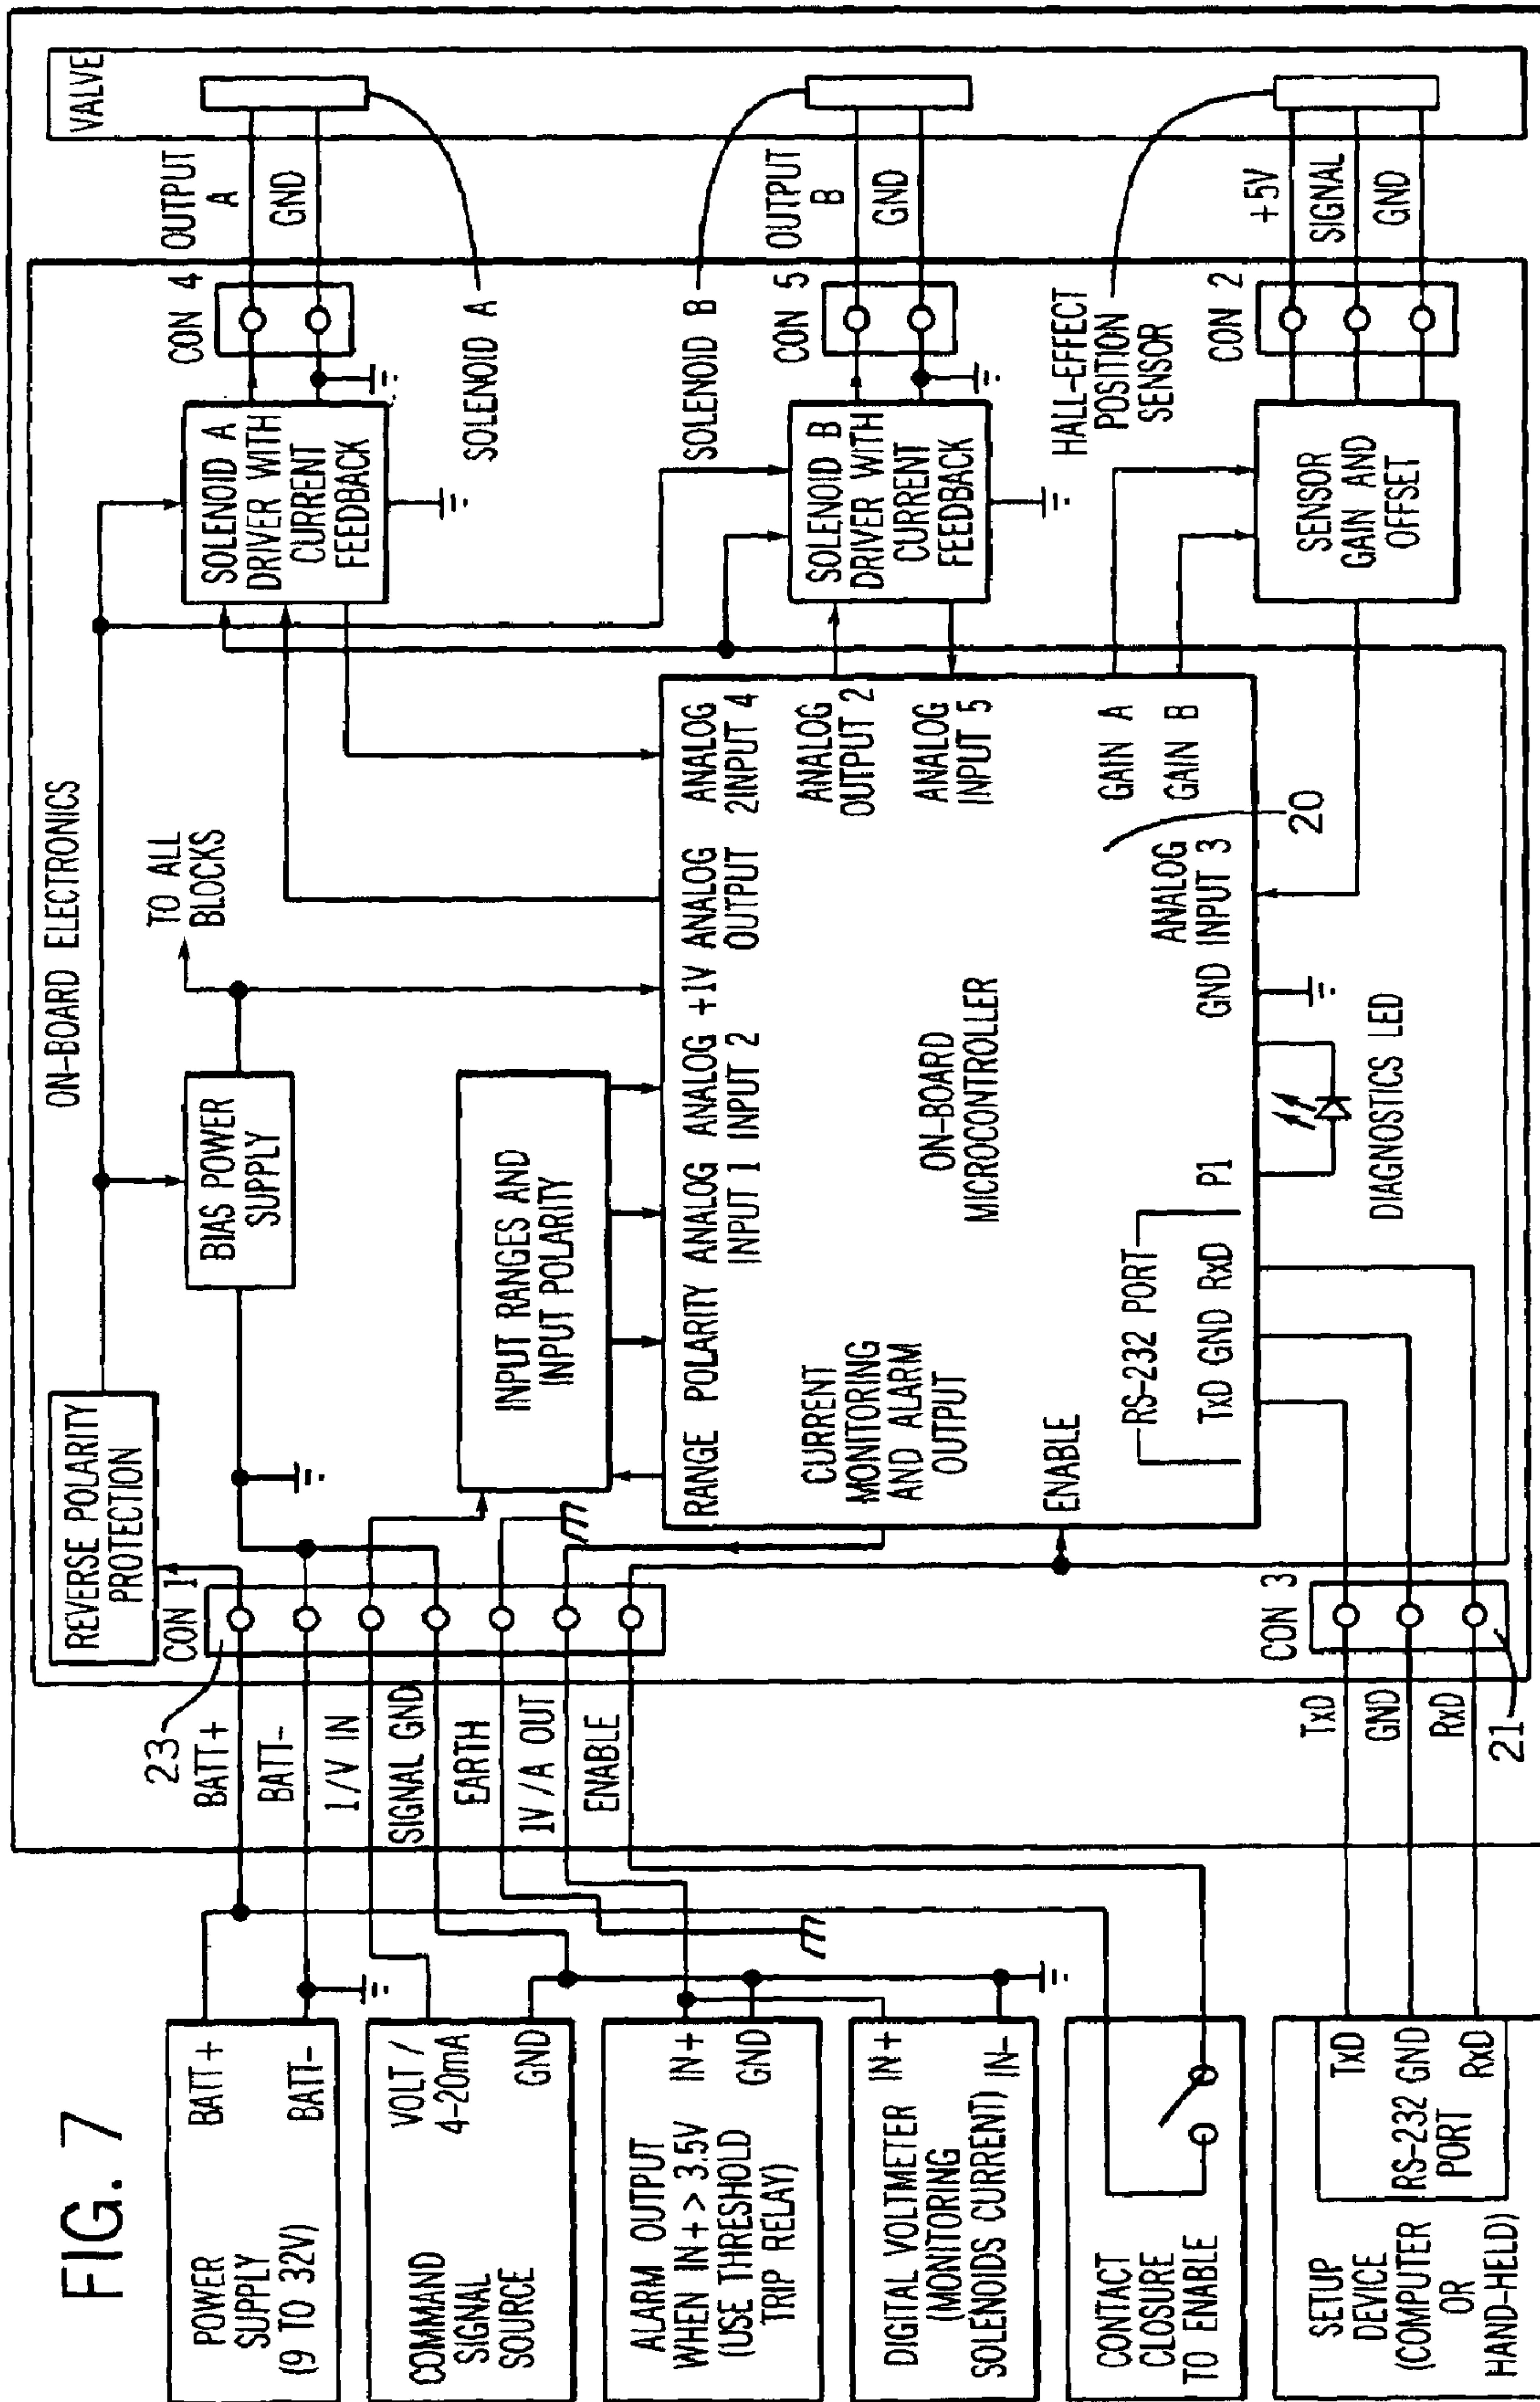 FIG. 7
POWER
SUPPLY
(9 TO 32V)
BATT+
BATT-
COMMAND
SIGNAL
SOURCE
VOLT /
4-20mA
GND
ALARM OUTPUT
WHEN IN+ > 3.5V
(USE THRESHOLD
TRIP RELAY)
IN+
GND
DIGITAL VOLTMETER
(MONITORING
SOLENOIDS CURRENT)
IN+
IN-
CONTACT
CLOSURE
TO ENABLE
SETUP
DEVICE
(COMPUTER
OR
HAND-HELD)
TxD
GND
RxD
RS-232
PORT
23
BATT+
BATT-
1/V IN
SIGNAL GND
EARTH
1V/A OUT
ENABLE
TxD
GND
RxD
21
CON 1
CON 3
REVERSE POLARITY
PROTECTION
ON-BOARD ELECTRONICS
BIAS POWER
SUPPLY
TO ALL
BLOCKS
INPUT RANGES AND
INPUT POLARITY
RANGE
POLARITY
ANALOG
INPUT 1
ANALOG
INPUT 2
+1V
ANALOG
OUTPUT
ANALOG
2INPUT 4
CURRENT
MONITORING
AND ALARM
OUTPUT
ANALOG
OUTPUT 2
ANALOG
INPUT 5
ON-BOARD
MICROCONTROLLER
ENABLE
GAIN A
GAIN B
RS-232 PORT
TxD GND RxD
P1
GND
ANALOG
INPUT 3
20
DIAGNOSTICS LED
SOLENOID A
DRIVER WITH
CURRENT
FEEDBACK
CON 4
OUTPUT
A
GND
SOLENOID A
SOLENOID B
DRIVER WITH
CURRENT
FEEDBACK
CON 5
OUTPUT
B
GND
SOLENOID B
HALL-EFFECT
POSITION
SENSOR
SENSOR
GAIN AND
OFFSET
CON 2
+5V
SIGNAL
GND
VALVE